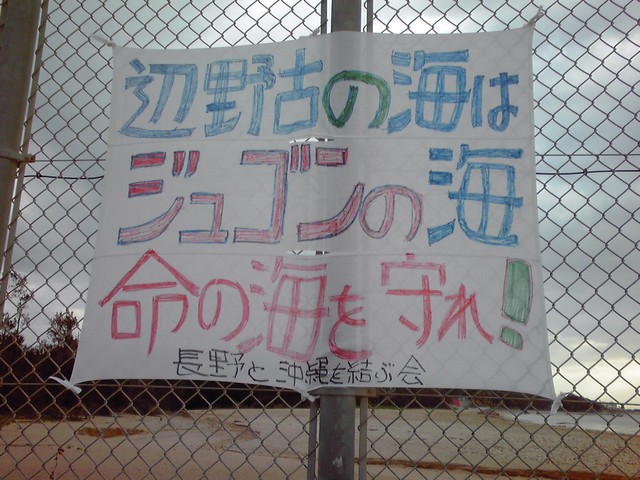 辺野古の海は
ジュゴンの海
命の海を守れ!
長野と沖縄を結ぶ会